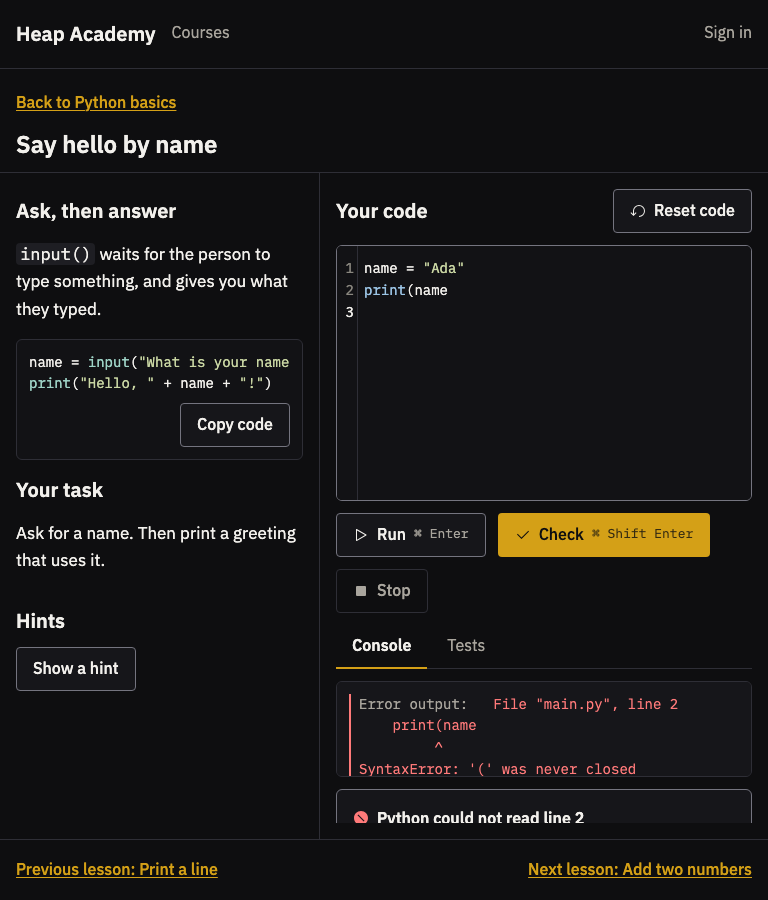 Heap Academy Courses Sign in
Back to Python basics
Say hello by name
Ask, then answer
input() waits for the person to
type something, and gives you what
they typed.
name = input("What is your name
print("Hello, " + name + "!")
Copy code
Your task
Ask for a name. Then print a greeting
that uses it.
Hints
Show a hint
Your code
Reset code
1 name = "Ada"
2 print(name
3
Run ⌘ Enter
Check ⌘ Shift Enter
Stop
Console Tests
Error output: File "main.py", line 2
print(name
^
SyntaxError: '(' was never closed
Python could not read line 2
Previous lesson: Print a line
Next lesson: Add two numbers